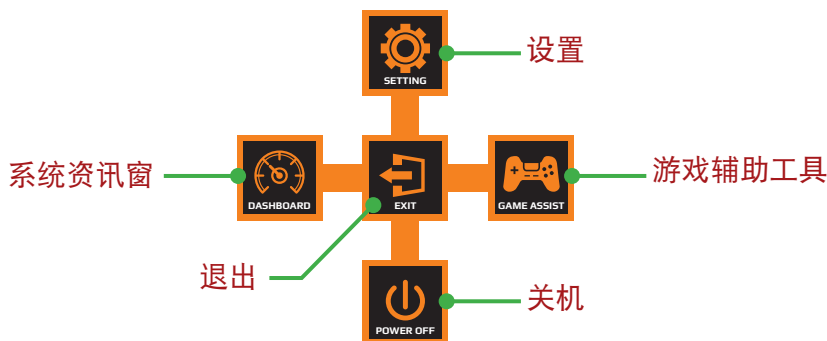 SETTING
设置
系统资讯窗
DASHBOARD
EXIT
GAME ASSIST
游戏辅助工具
退出
POWER OFF
关机